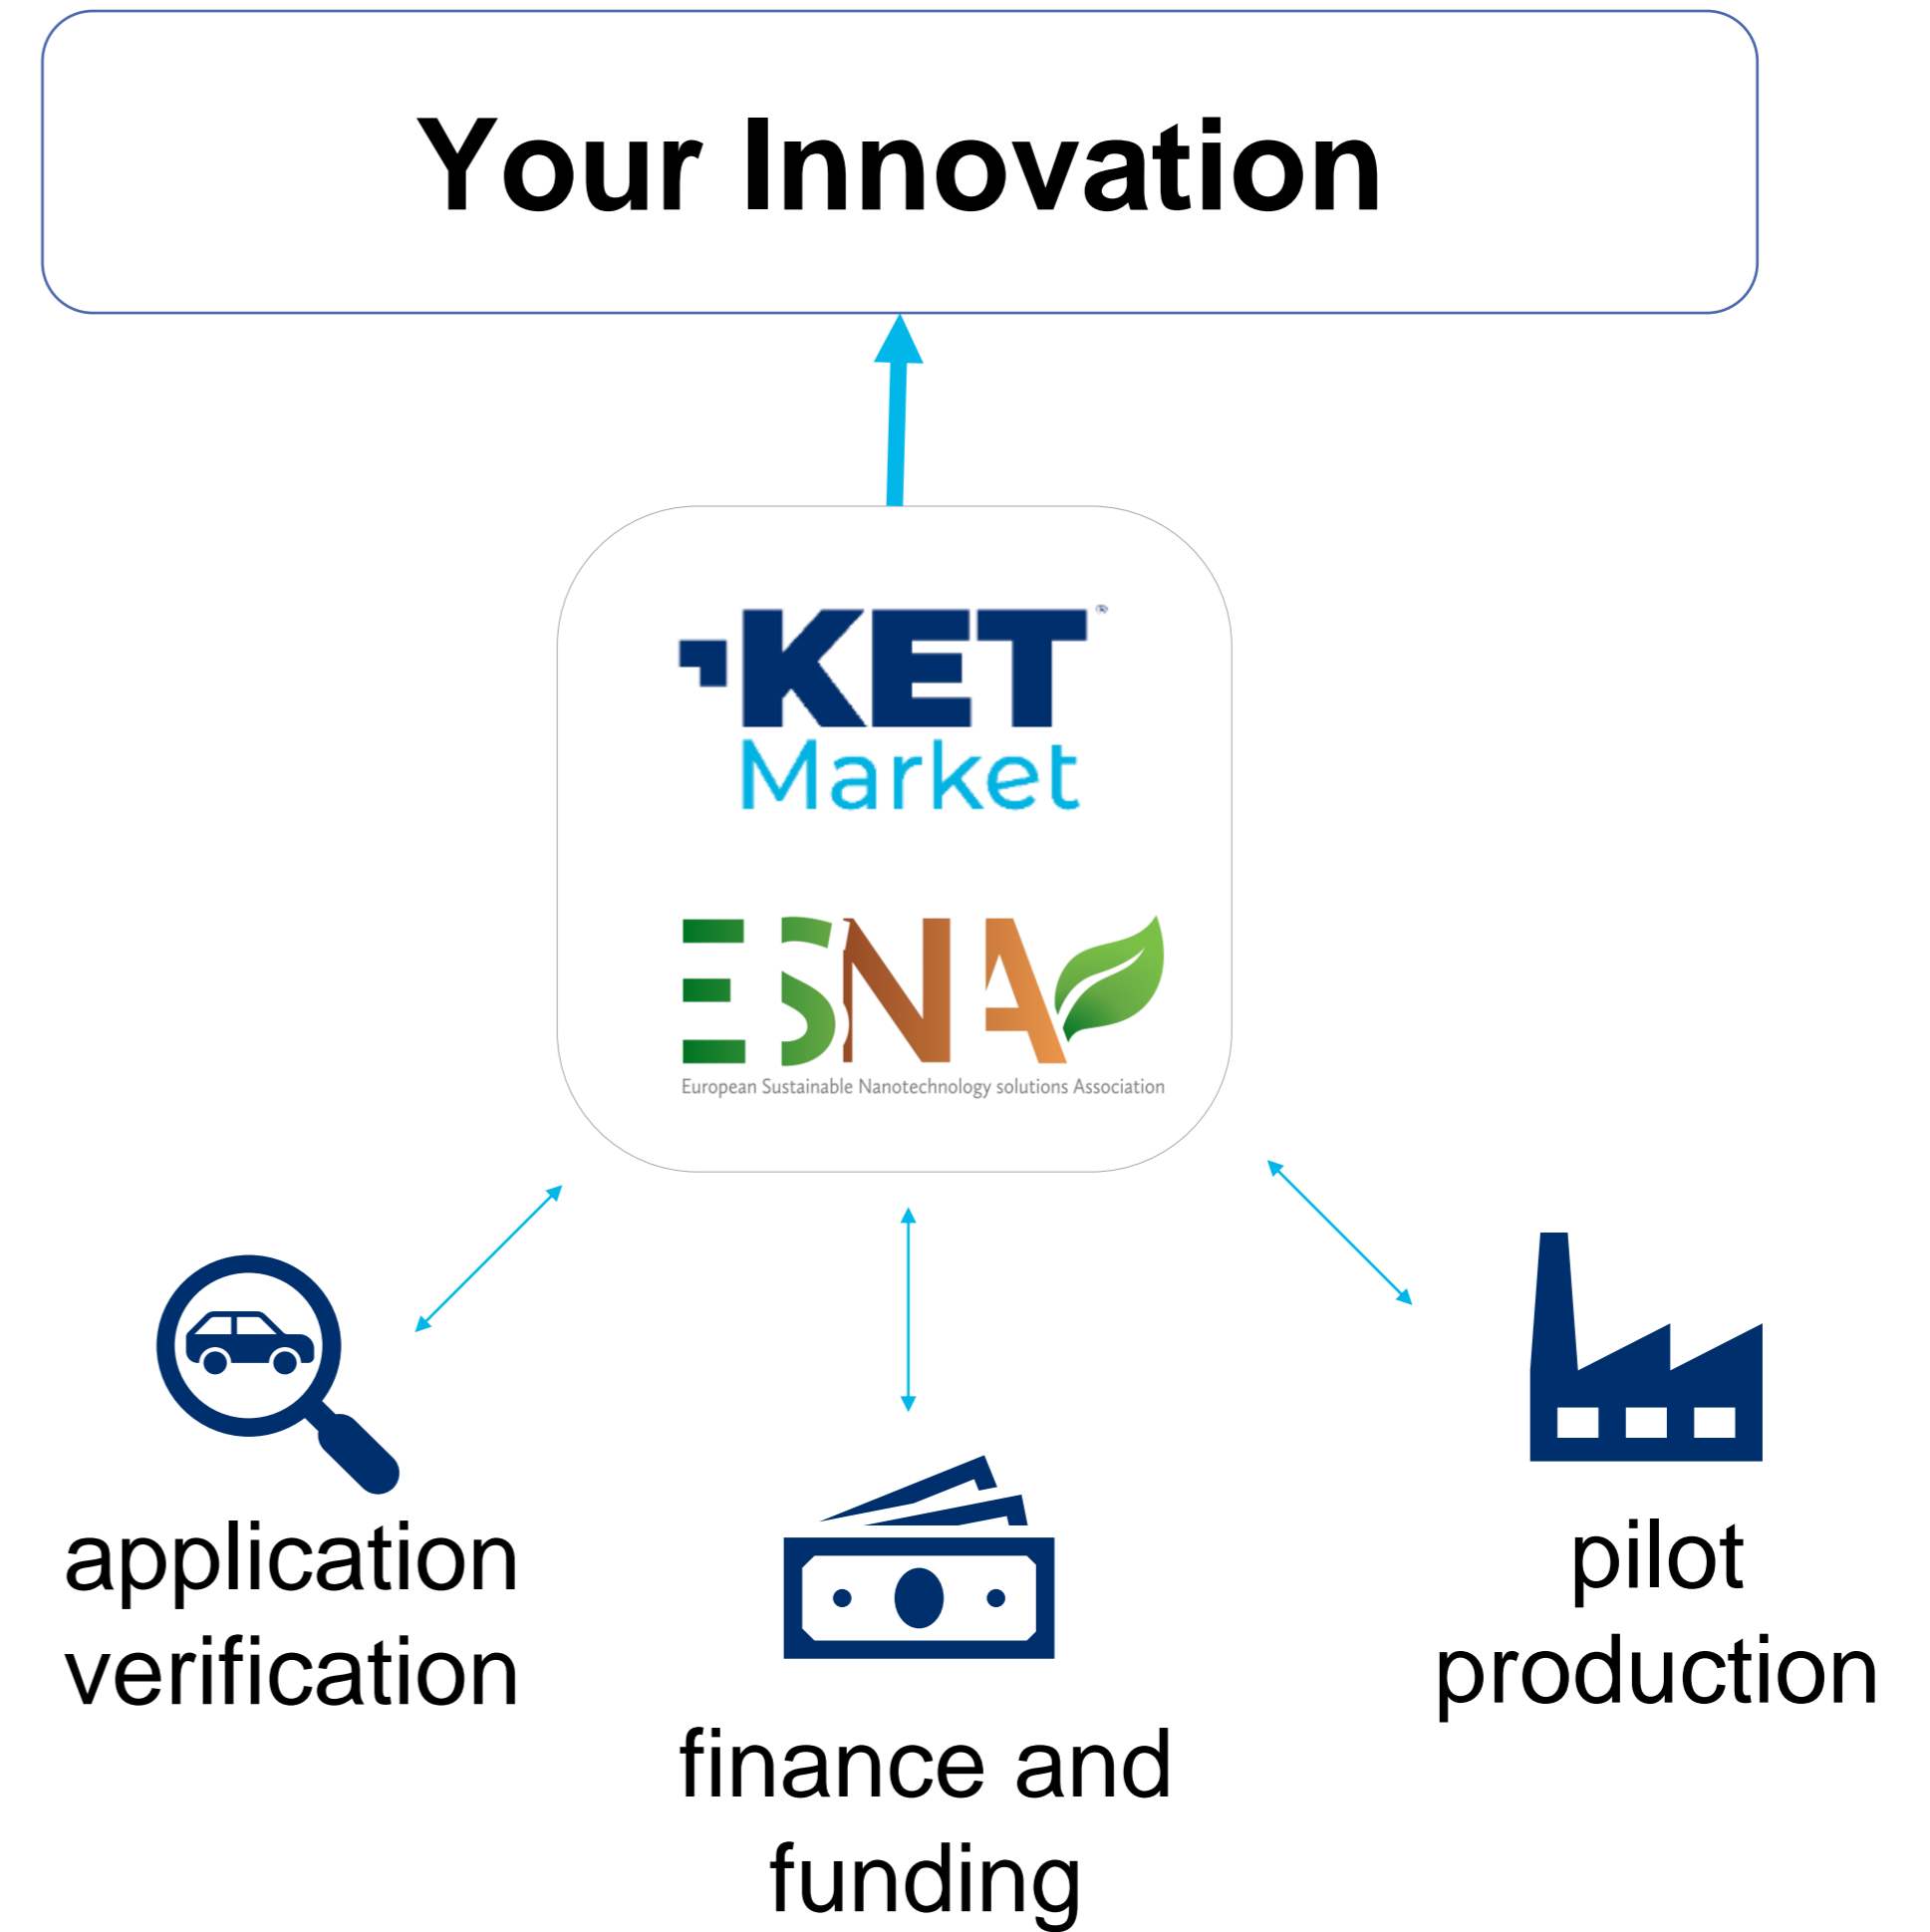 Your Innovation
KET®
Market
ESNA
European Sustainable Nanotechnology solutions Association
application
verification
finance and
funding
pilot
production